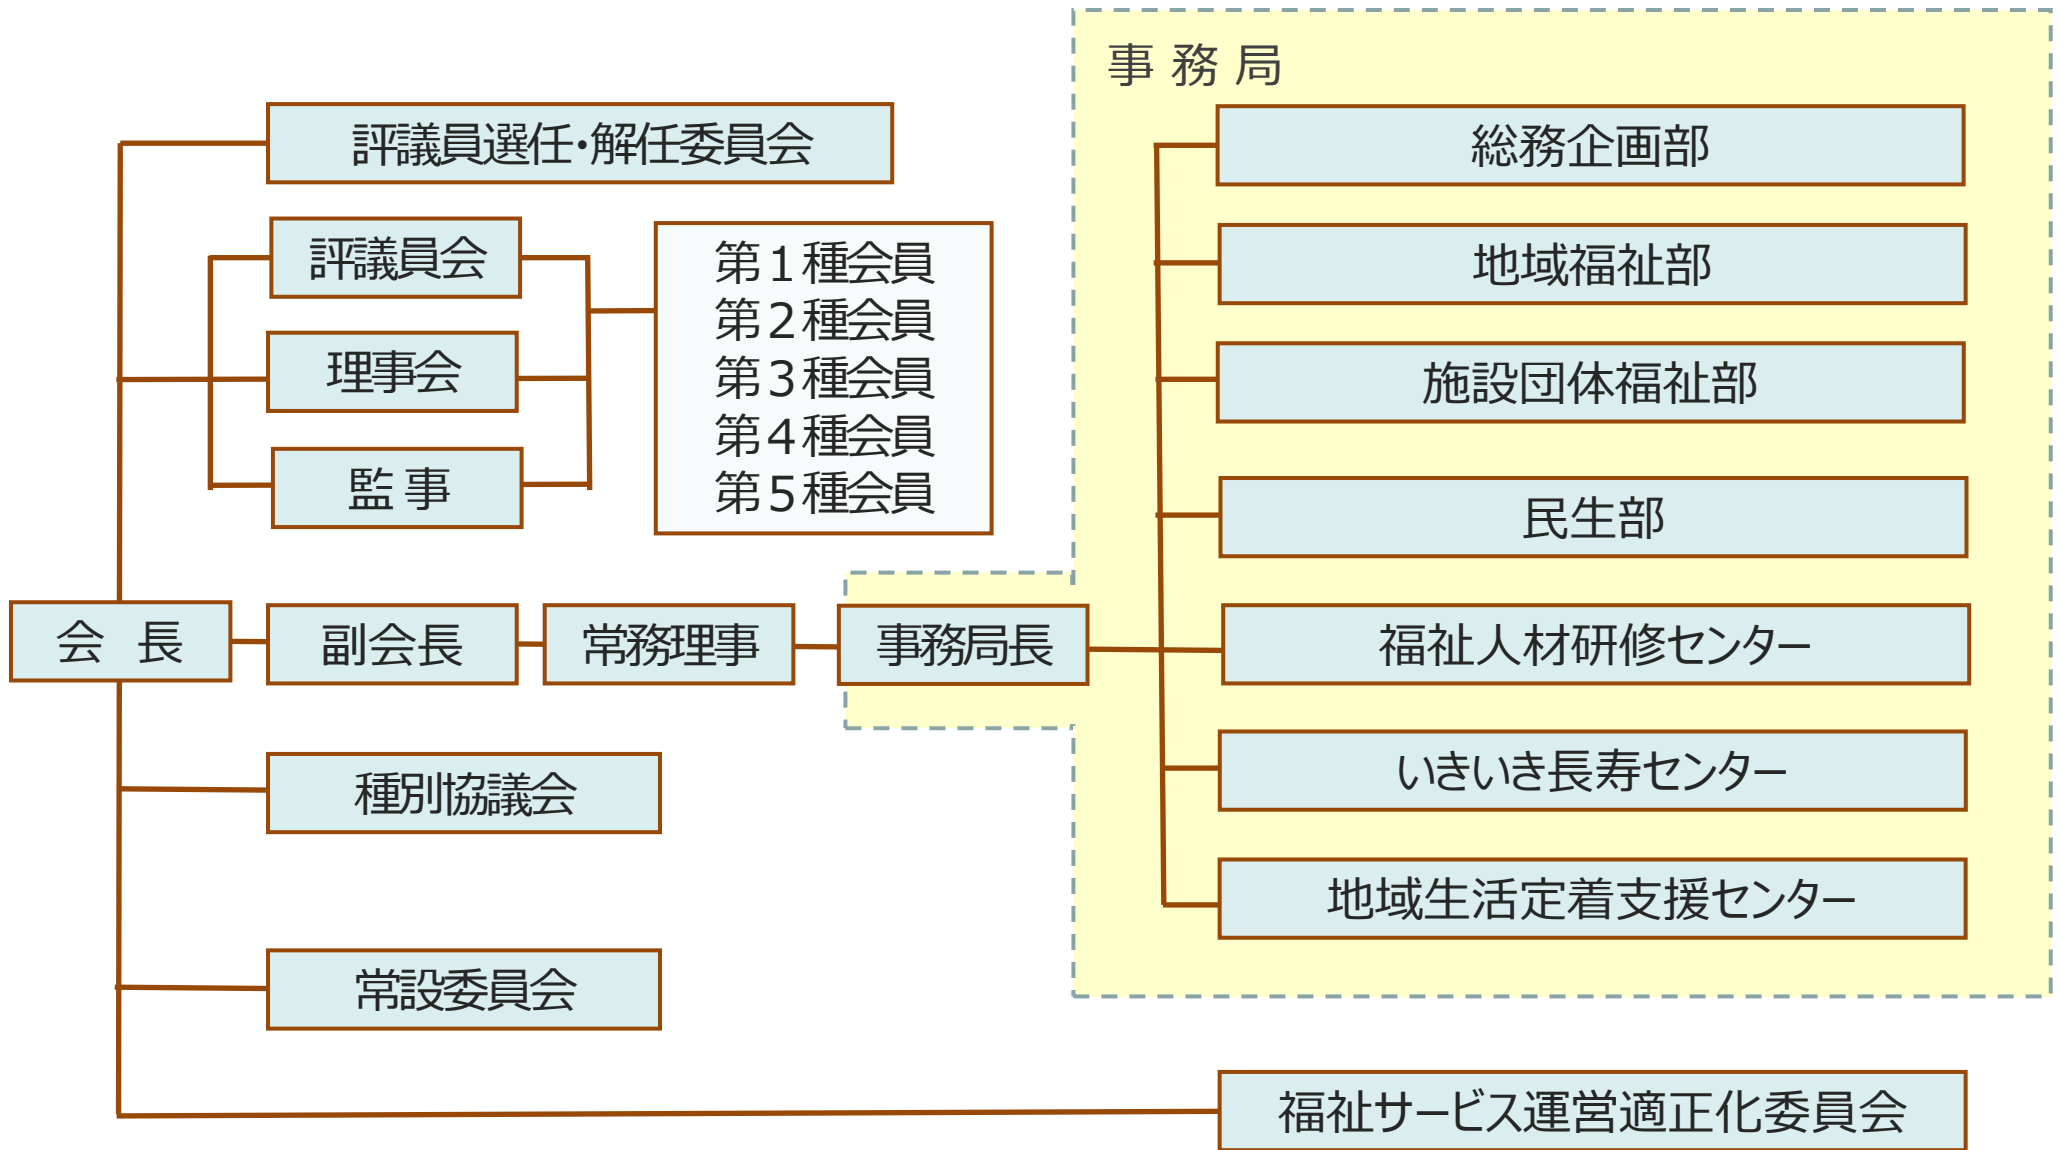 事務局
評議員選任・解任委員会
評議員会
理事会
監事
第１種会員
第２種会員
第３種会員
第４種会員
第５種会員
会　長
副会長
常務理事
事務局長
種別協議会
常設委員会
総務企画部
地域福祉部
施設団体福祉部
民生部
福祉人材研修センター
いきいき長寿センター
地域生活定着支援センター
福祉サービス運営適正化委員会